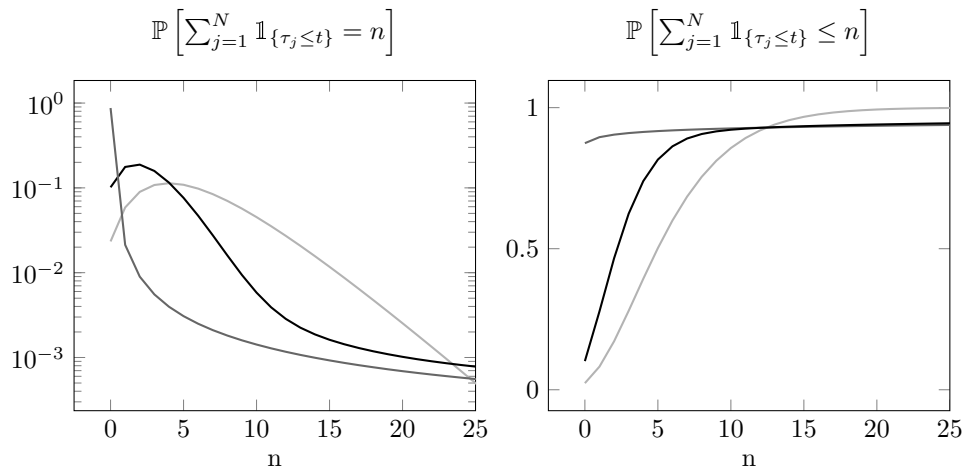 ℙ[∑_{j=1}^{N} 𝟙_{{τ_j≤t}} = n]
10^0
10^{-1}
10^{-2}
10^{-3}
0 5 10 15 20 25
n
ℙ[∑_{j=1}^{N} 𝟙_{{τ_j≤t}} ≤ n]
1
0.5
0
0 5 10 15 20 25
n